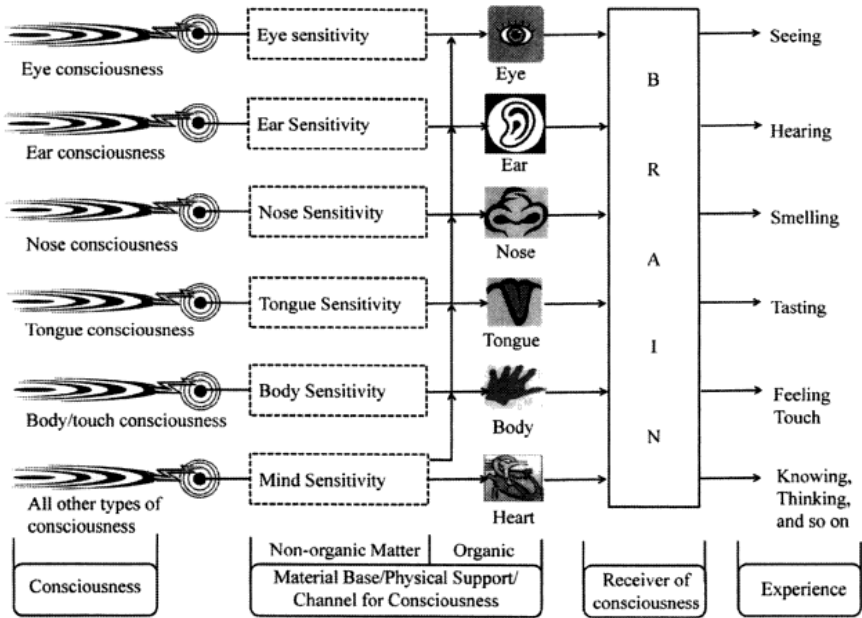 Eye sensitivity
Eye
Seeing
Eye consciousness
Ear Sensitivity
Ear
Hearing
Ear consciousness
Nose Sensitivity
Nose
Smelling
Nose consciousness
Tongue Sensitivity
Tongue
Tasting
Tongue consciousness
Body Sensitivity
Body
Feeling
Touch
Body/touch consciousness
Mind Sensitivity
Heart
Knowing,
Thinking,
and so on
All other types of
consciousness
B
R
A
I
N
Non-organic Matter
Organic
Consciousness
Material Base/Physical Support/
Channel for Consciousness
Receiver of
consciousness
Experience